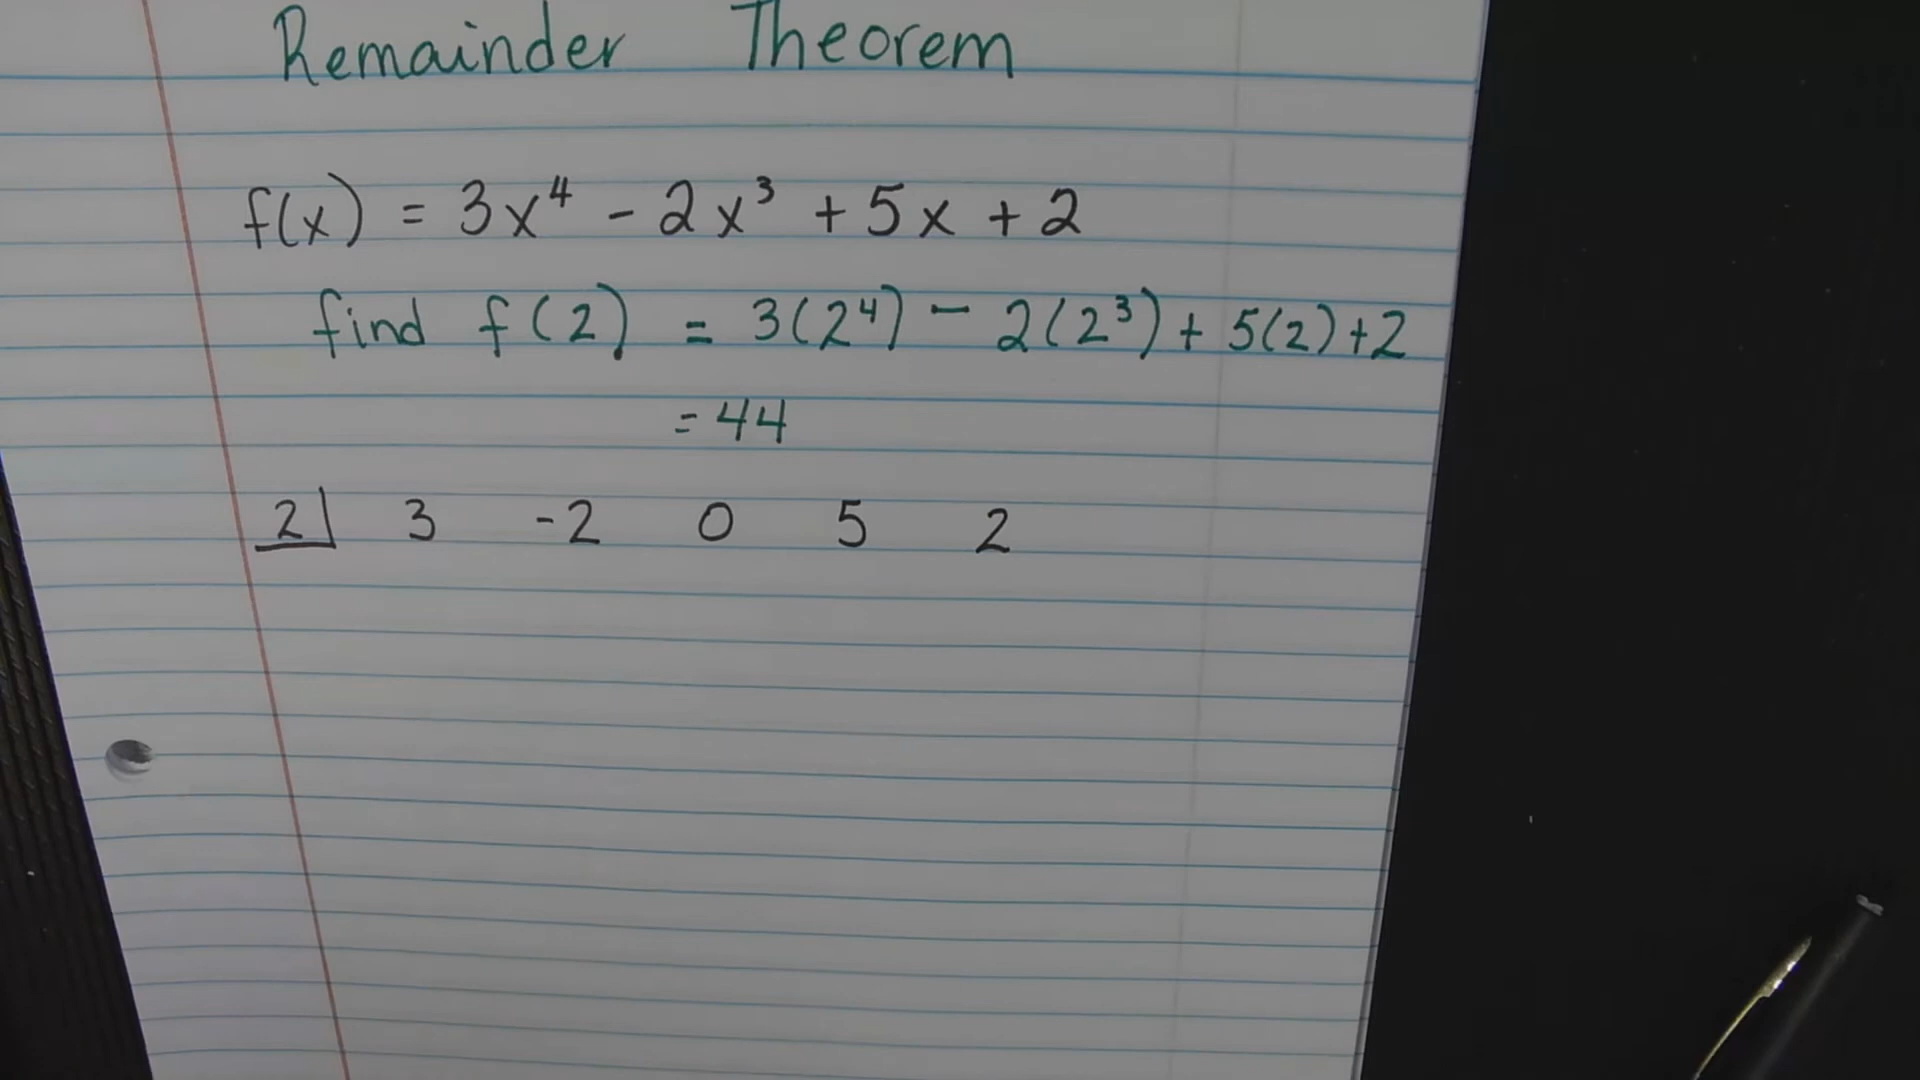 Remainder Theorem
f(x) = 3x⁴ - 2x³ + 5x + 2
find f(2) = 3(2⁴) - 2(2³) + 5(2) + 2
= 44
2| 3 -2 0 5 2